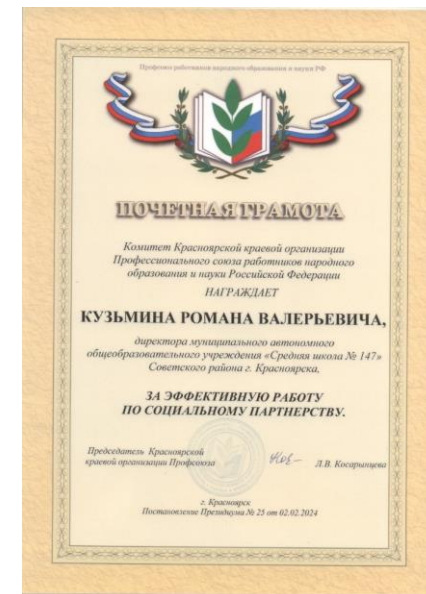 Профсоюз работников народного образования и науки РФ
ПОЧЕТНАЯ ГРАМОТА
Комитет Красноярской краевой организации
Профессионального союза работников народного
образования и науки Российской Федерации
НАГРАЖДАЕТ
КУЗЬМИНА РОМАНА ВАЛЕРЬЕВИЧА,
директора муниципального автономного
общеобразовательного учреждения «Средняя школа № 147»
Советского района г. Красноярска,
ЗА ЭФФЕКТИВНУЮ РАБОТУ
ПО СОЦИАЛЬНОМУ ПАРТНЕРСТВУ.
Председатель Красноярской
краевой организации Профсоюза
Л.В. Косарынцева
г. Красноярск
Постановление Президиума № 25 от 02.02.2024